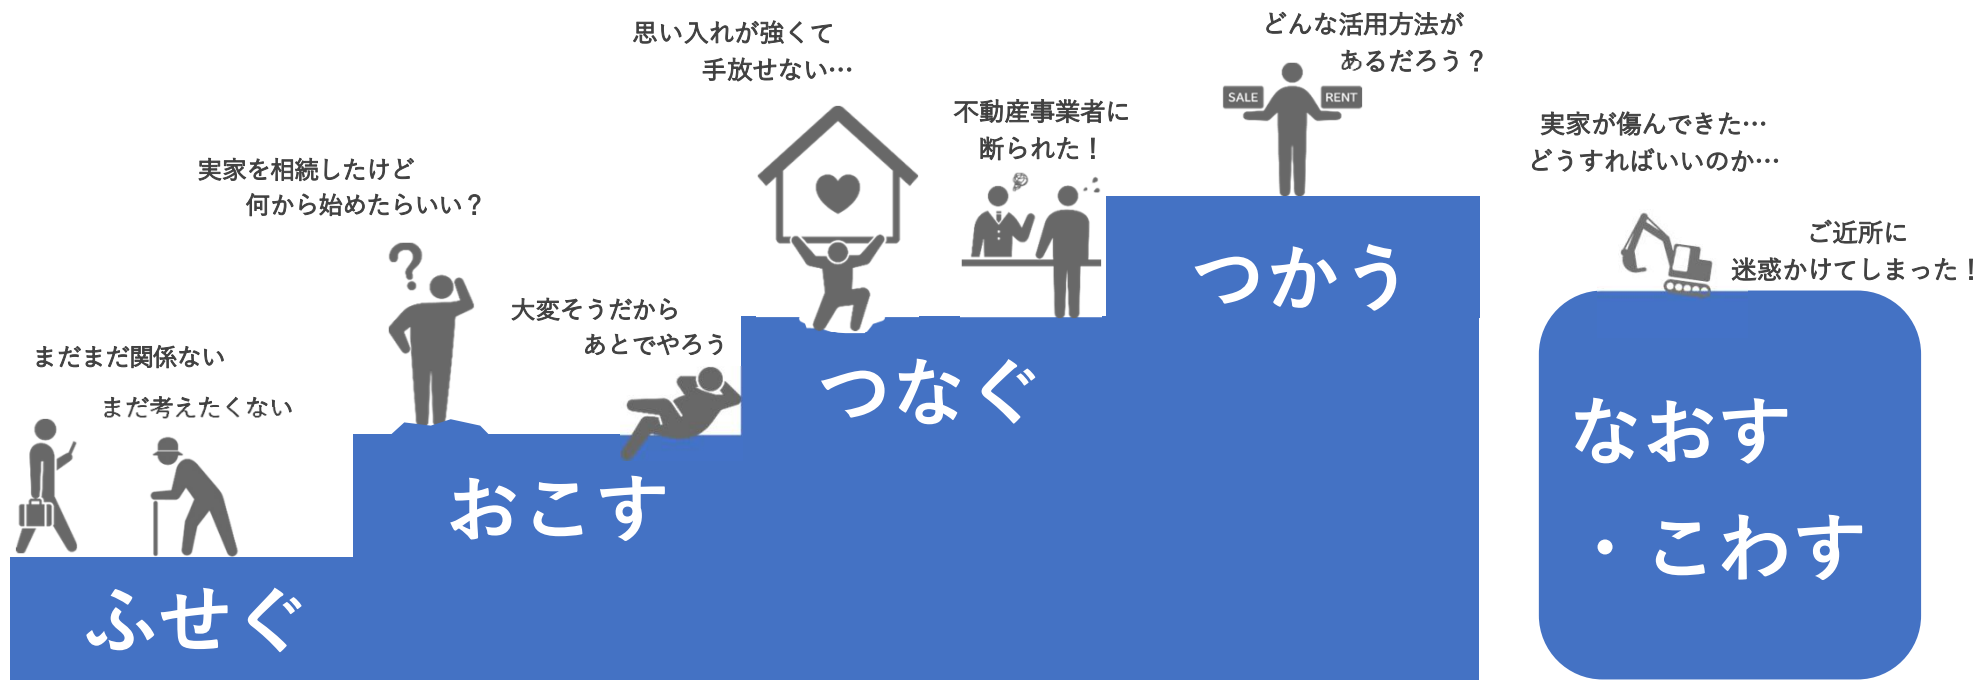 まだまだ関係ない
まだ考えたくない
ふせぐ
実家を相続したけど
何から始めたらいい？
大変そうだから
あとでやろう
おこす
思い入れが強くて
手放せない…
不動産事業者に
断られた！
つなぐ
どんな活用方法が
あるだろう？
SALE
RENT
つかう
実家が傷んできた…
どうすればいいのか…
ご近所に
迷惑かけてしまった！
なおす
・こわす